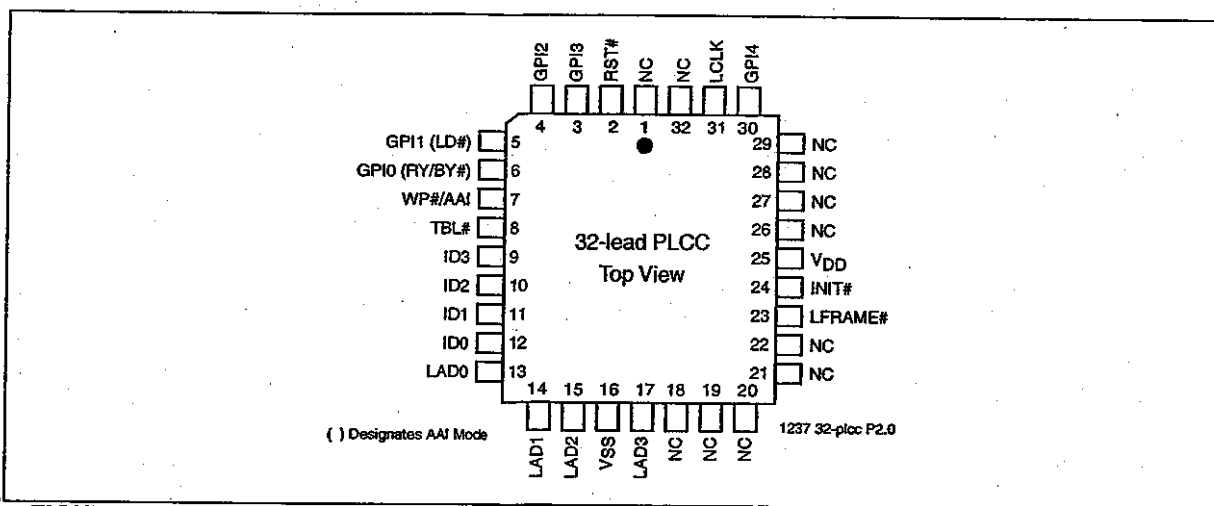 GPI2 GPI3 RST# NC NC LCLK GPI4
4 3 2 1 32 31 30
GPI1 (LD#) 5
GPI0 (RY/BY#) 6
WP#/AAI 7
TBL# 8
ID3 9
ID2 10
ID1 11
ID0 12
LAD0 13
32-lead PLCC
Top View
29 NC
28 NC
27 NC
26 NC
25 VDD
24 INIT#
23 LFRAME#
22 NC
21 NC
14 15 16 17 18 19 20
LAD1 LAD2 VSS LAD3 NC NC NC
( ) Designates AAI Mode
1237 32-plcc P2.0